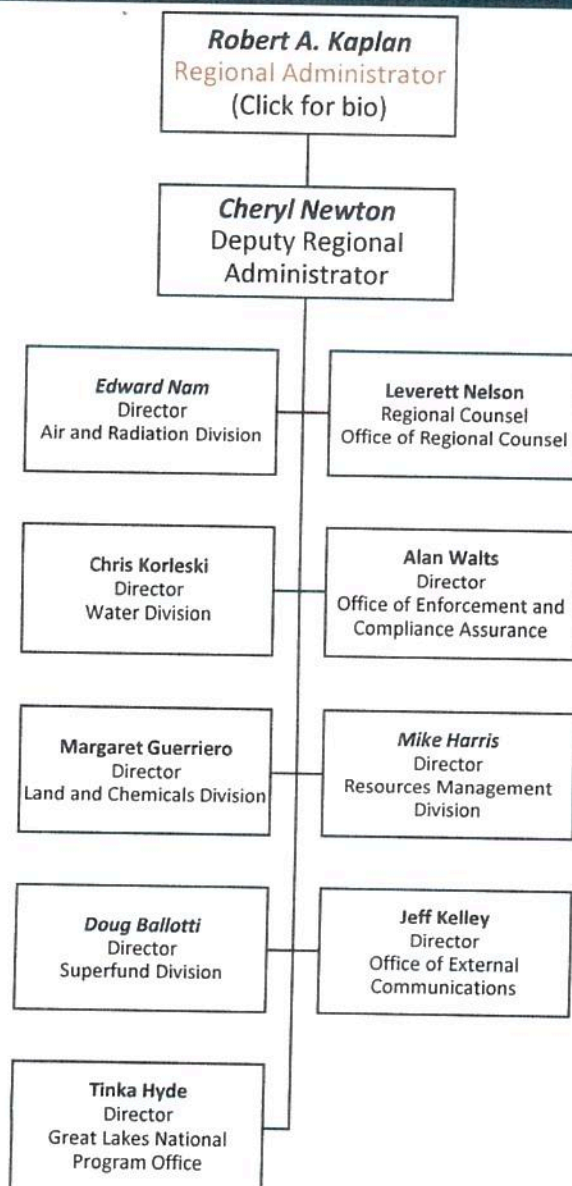 Robert A. Kaplan
Regional Administrator
(Click for bio)
Cheryl Newton
Deputy Regional
Administrator
Edward Nam
Director
Air and Radiation Division
Leverett Nelson
Regional Counsel
Office of Regional Counsel
Chris Korleski
Director
Water Division
Alan Walts
Director
Office of Enforcement and
Compliance Assurance
Margaret Guerriero
Director
Land and Chemicals Division
Mike Harris
Director
Resources Management
Division
Doug Ballotti
Director
Superfund Division
Jeff Kelley
Director
Office of External
Communications
Tinka Hyde
Director
Great Lakes National
Program Office